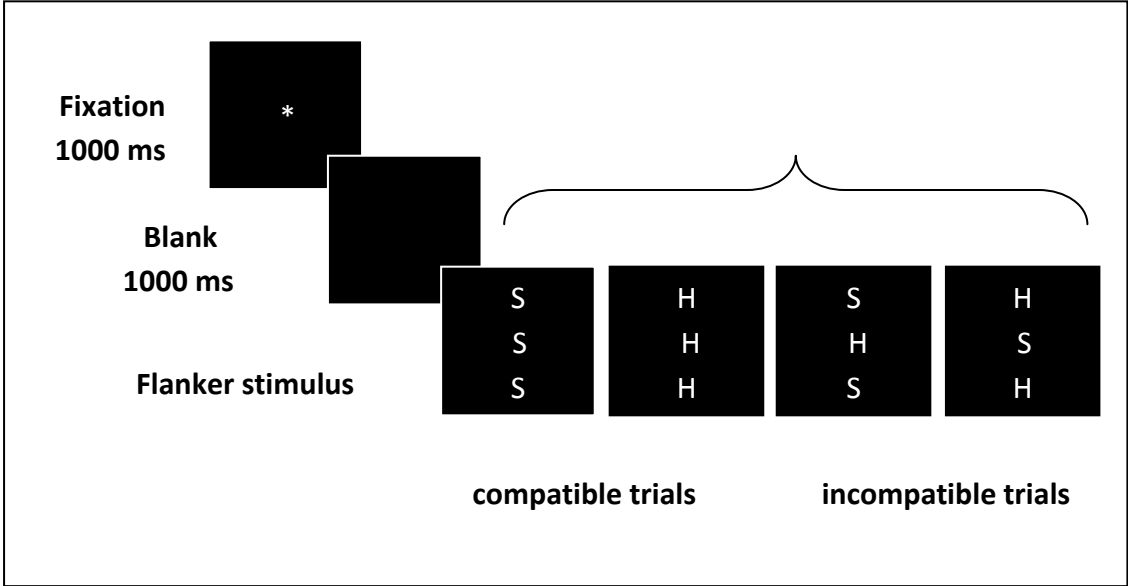 Fixation
1000 ms
*
Blank
1000 ms
Flanker stimulus
S H S H
S H H S
S H S H
compatible trials incompatible trials